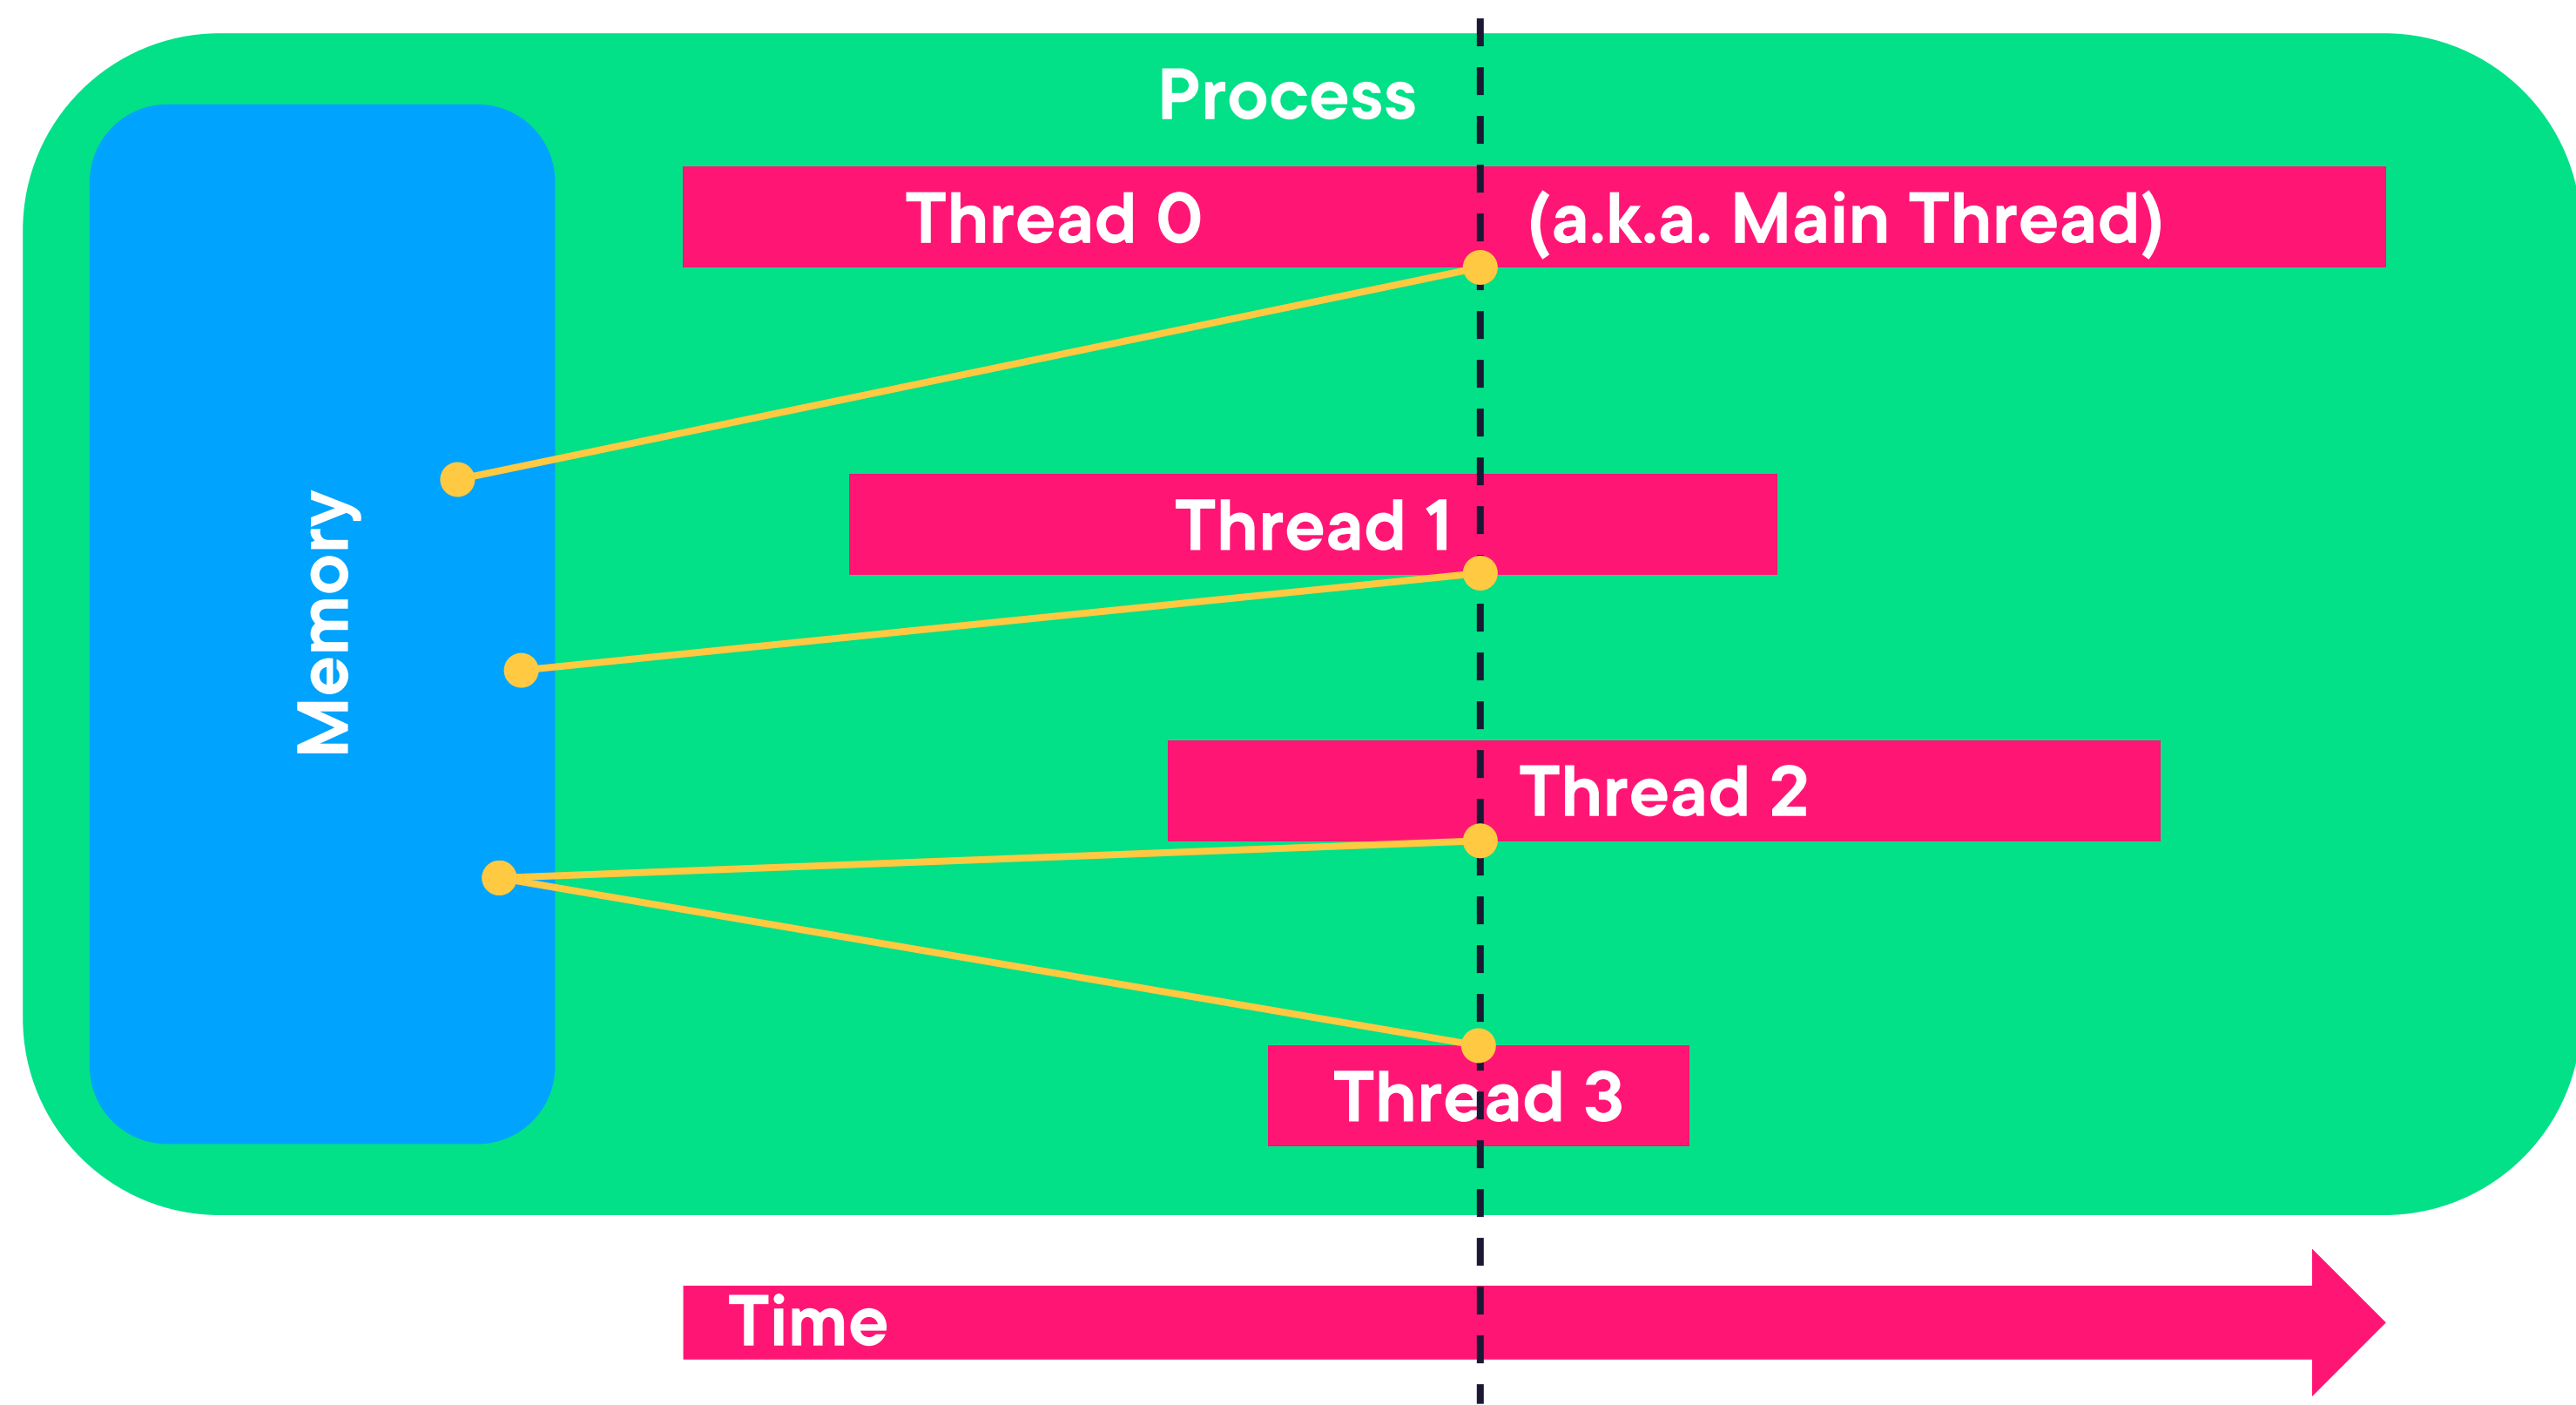 Process
Thread 0 (a.k.a. Main Thread)
Thread 1
Memory
Thread 2
Thread 3
Time